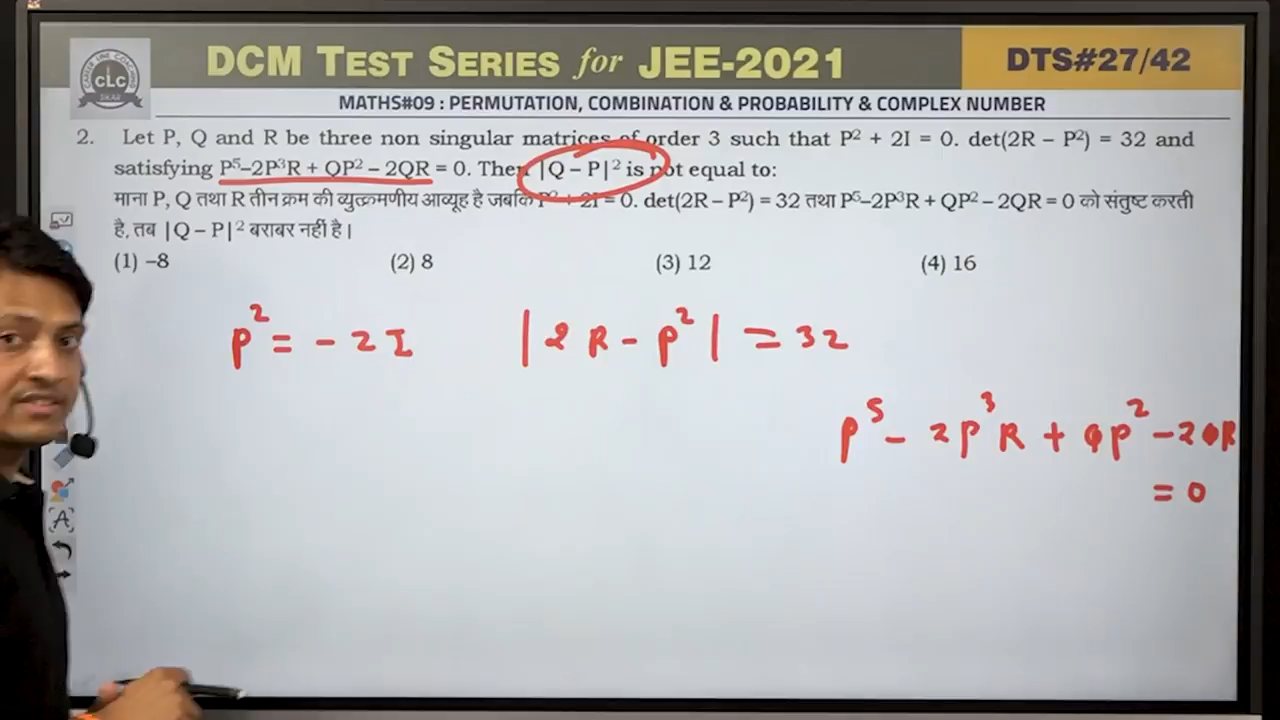 DCM TEST SERIES for JEE-2021
DTS#27/42
CLC
SIKAR
MATHS#09 : PERMUTATION, COMBINATION & PROBABILITY & COMPLEX NUMBER
2. Let P, Q and R be three non singular matrices of order 3 such that P² + 2I = 0. det(2R – P²) = 32 and
satisfying P⁵–2P³R + QP² – 2QR = 0. Then |Q – P|² is not equal to:
माना P, Q तथा R तीन क्रम की व्युत्क्रमणीय आव्यूह है जबकि P² + 2I = 0. det(2R – P²) = 32 तथा P⁵–2P³R + QP² – 2QR = 0 को संतुष्ट करती
है, तब |Q – P|² बराबर नहीं है।
(1) –8 (2) 8 (3) 12 (4) 16
P² = - 2I |2R - P²| = 32
P⁵ - 2P³R + QP² - 2QR
= 0